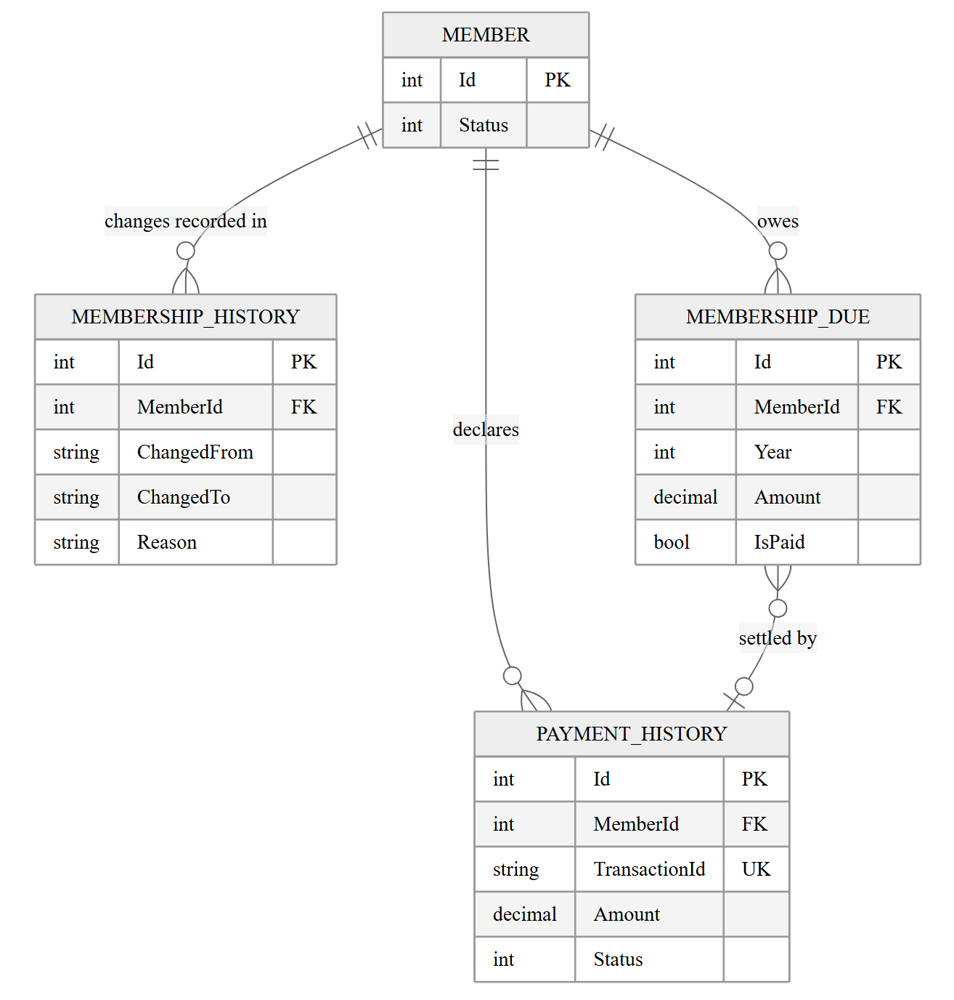 MEMBER
int Id PK
int Status
changes recorded in
owes
MEMBERSHIP_HISTORY
int Id PK
int MemberId FK
string ChangedFrom
string ChangedTo
string Reason
declares
MEMBERSHIP_DUE
int Id PK
int MemberId FK
int Year
decimal Amount
bool IsPaid
settled by
PAYMENT_HISTORY
int Id PK
int MemberId FK
string TransactionId UK
decimal Amount
int Status